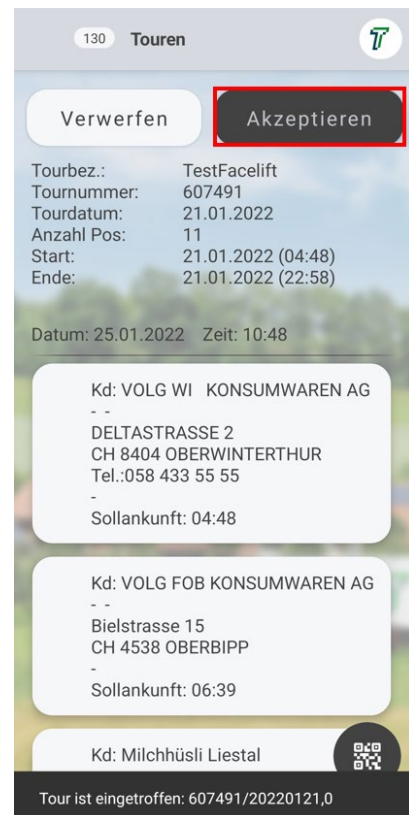 130 Touren
Verwerfen Akzeptieren
Tourbez.: TestFacelift
Tournummer: 607491
Tourdatum: 21.01.2022
Anzahl Pos: 11
Start: 21.01.2022 (04:48)
Ende: 21.01.2022 (22:58)
Datum: 25.01.2022 Zeit: 10:48
Kd: VOLG WI KONSUMWAREN AG
- -
DELTASTRASSE 2
CH 8404 OBERWINTERTHUR
Tel.:058 433 55 55
-
Sollankunft: 04:48
Kd: VOLG FOB KONSUMWAREN AG
- -
Bielstrasse 15
CH 4538 OBERBIPP
-
Sollankunft: 06:39
Kd: Milchhüsli Liestal
Tour ist eingetroffen: 607491/20220121,0